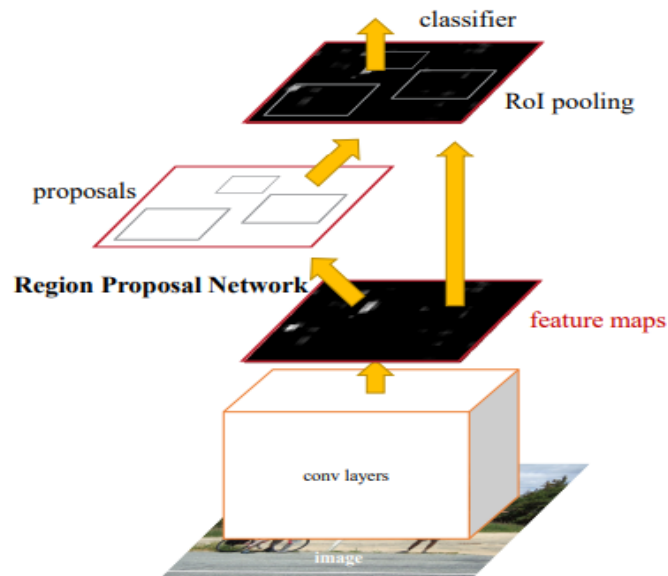 classifier
RoI pooling
proposals
Region Proposal Network
feature maps
conv layers
image